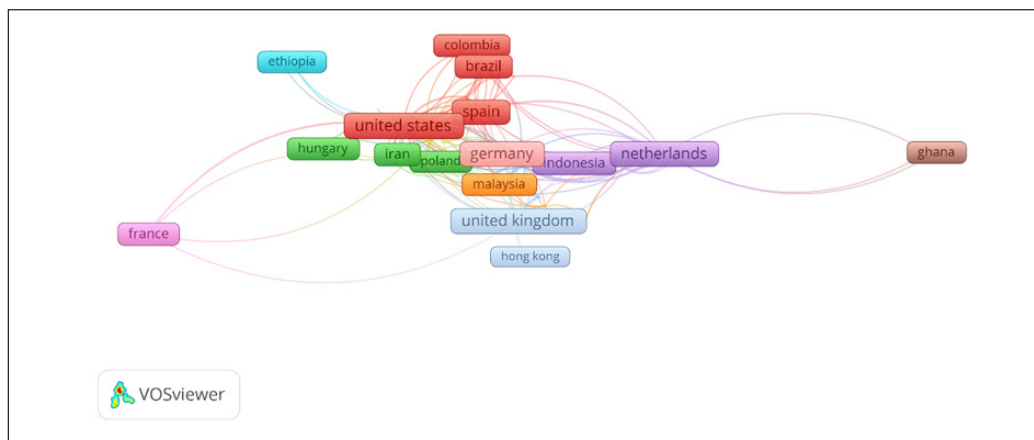 colombia
ethiopia
brazil
spain
united states
hungary
iran
poland
germany
indonesia
netherlands
ghana
malaysia
united kingdom
france
hong kong
VOSviewer